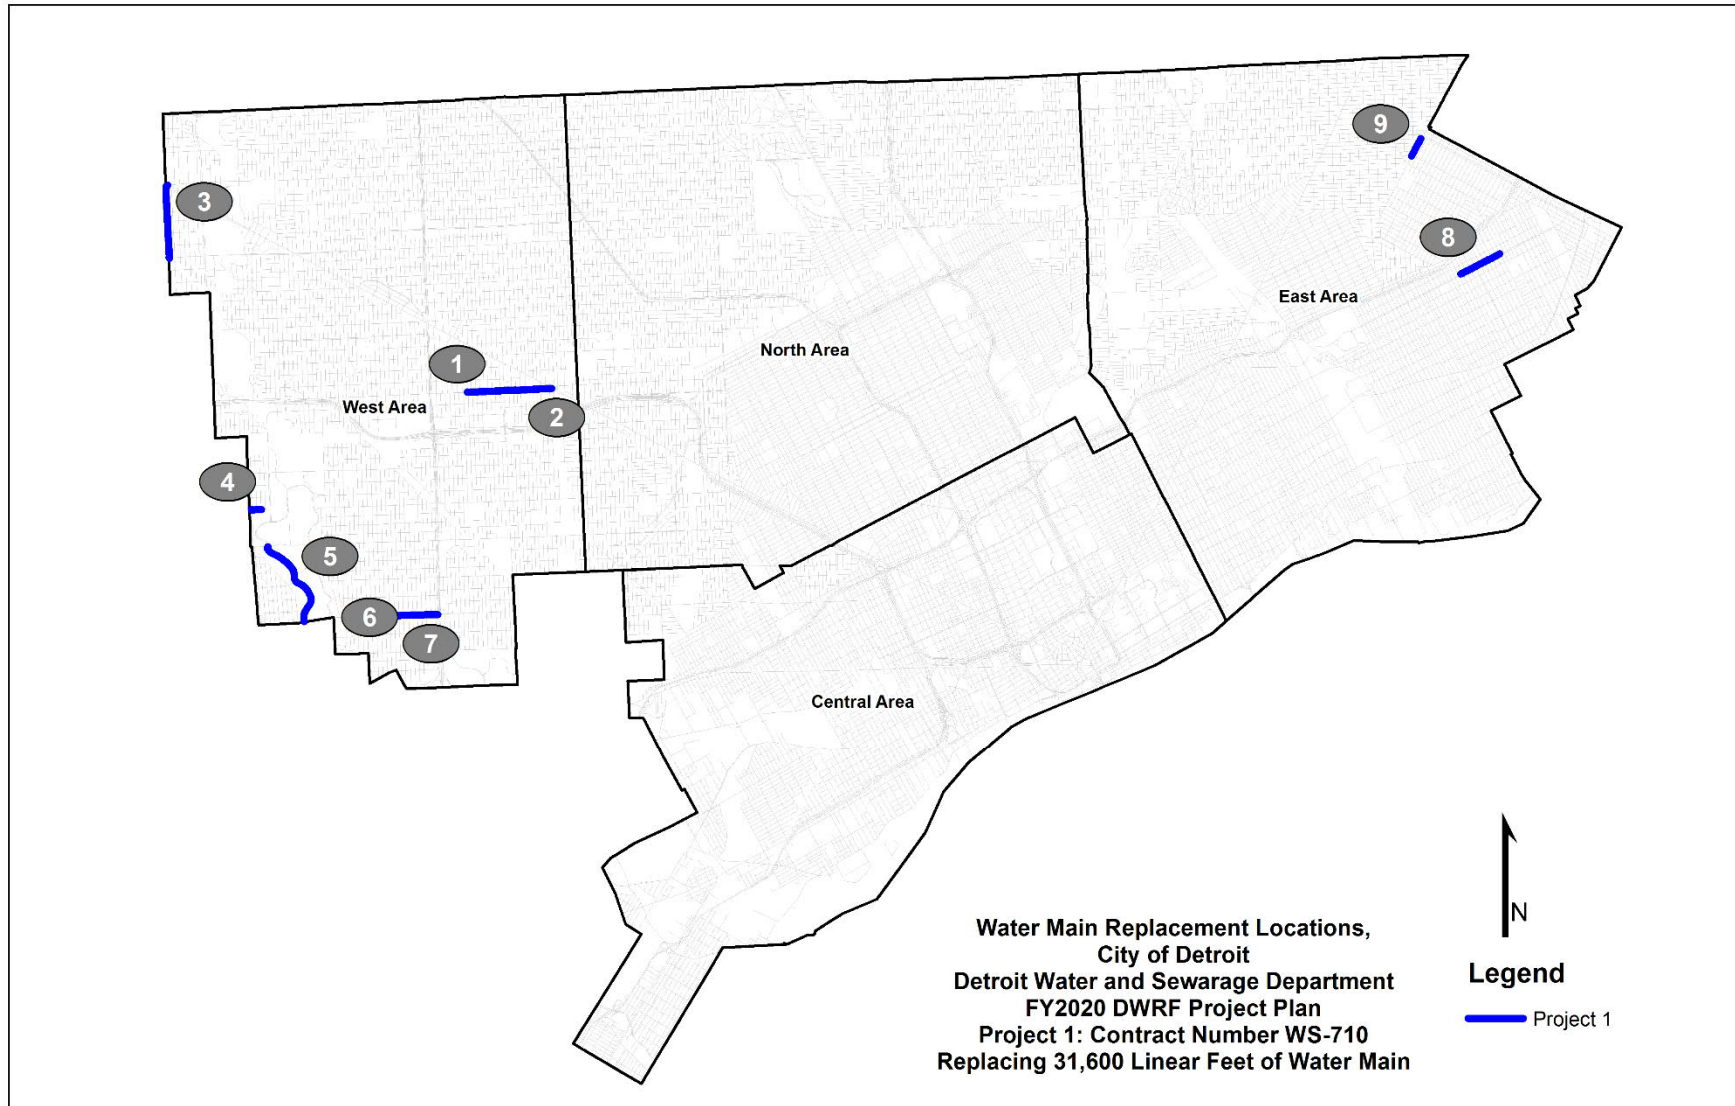 9
3
8
East Area
North Area
1
West Area
2
4
5
6
7
Central Area
Water Main Replacement Locations,
City of Detroit
Detroit Water and Sewarage Department
FY2020 DWRF Project Plan
Project 1: Contract Number WS-710
Replacing 31,600 Linear Feet of Water Main
N
Legend
Project 1